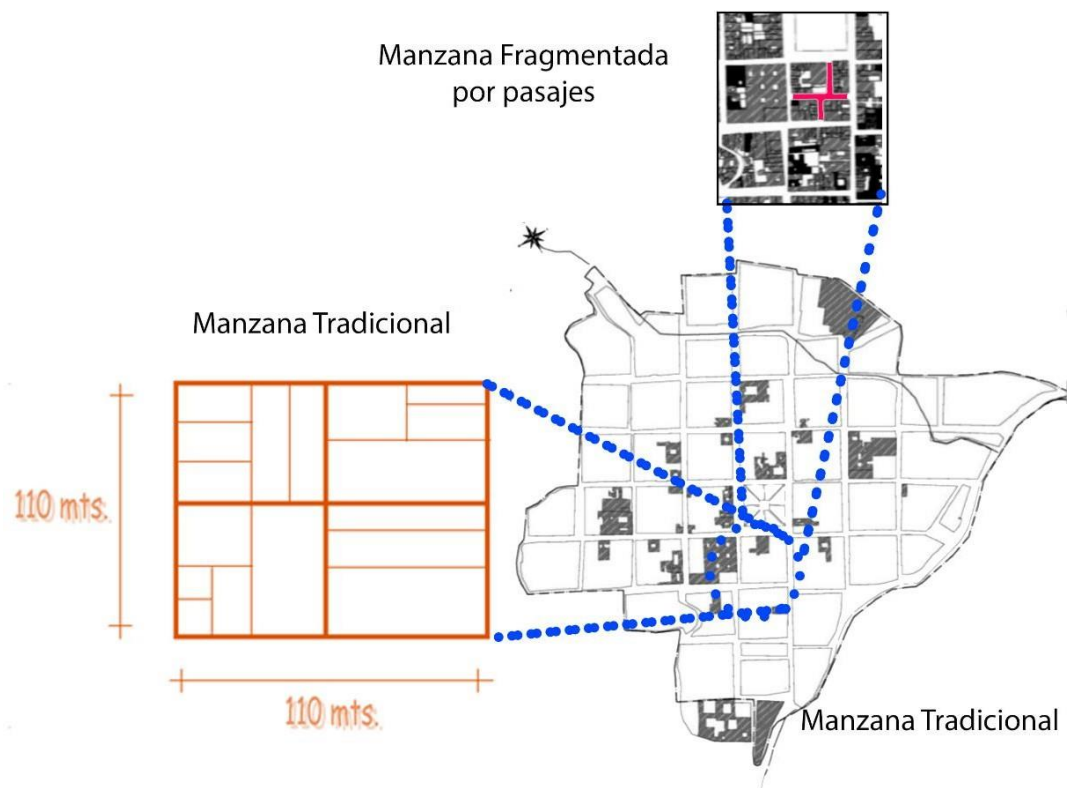 Manzana Fragmentada
por pasajes
Manzana Tradicional
110 mts.
110 mts.
Manzana Tradicional